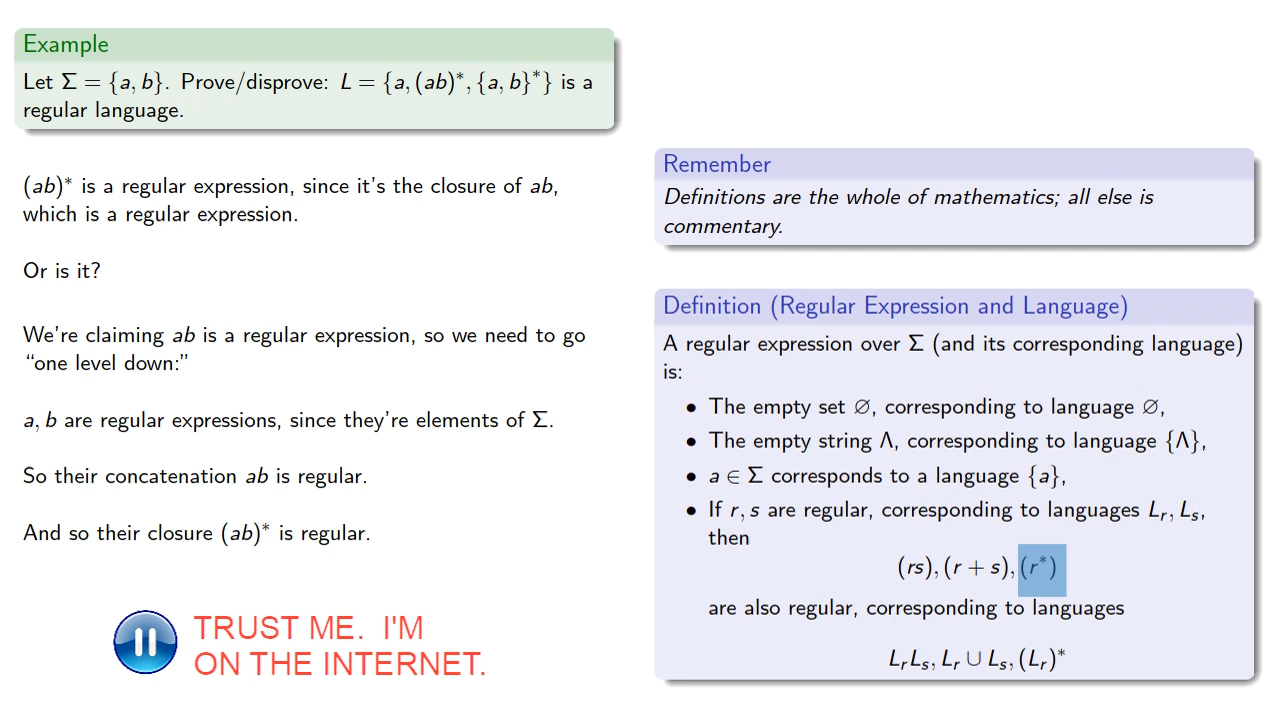 Example
Let Σ = {a, b}. Prove/disprove: L = {a, (ab)*, {a, b}*} is a
regular language.
(ab)* is a regular expression, since it's the closure of ab,
which is a regular expression.
Or is it?
We're claiming ab is a regular expression, so we need to go
“one level down:”
a, b are regular expressions, since they're elements of Σ.
So their concatenation ab is regular.
And so their closure (ab)* is regular.
TRUST ME. I'M
ON THE INTERNET.
Remember
Definitions are the whole of mathematics; all else is
commentary.
Definition (Regular Expression and Language)
A regular expression over Σ (and its corresponding language)
is:
• The empty set ∅, corresponding to language ∅,
• The empty string Λ, corresponding to language {Λ},
• a ∈ Σ corresponds to a language {a},
• If r, s are regular, corresponding to languages Lᵣ, Lₛ,
then
(rs), (r + s), (r*)
are also regular, corresponding to languages
LᵣLₛ, Lᵣ ∪ Lₛ, (Lᵣ)*